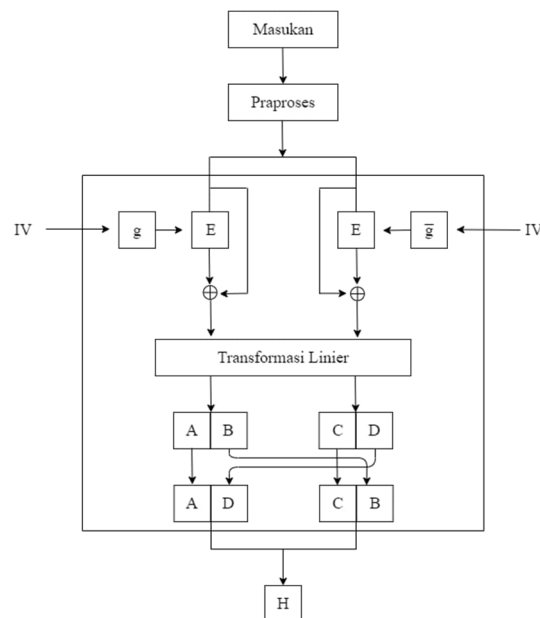 Masukan
Praproses
IV g E E g̅ IV
Transformasi Linier
A B C D
A D C B
H